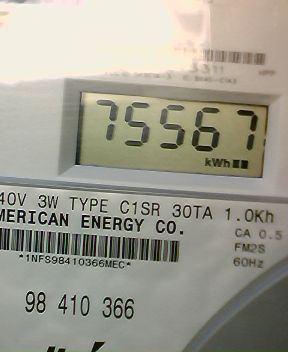 75567
kWh
40V 3W TYPE C1SR 30TA 1.0Kh
MERICAN ENERGY CO.
CA 0.5
*1NFS98410366MEC*
FM2S
60Hz
98 410 366